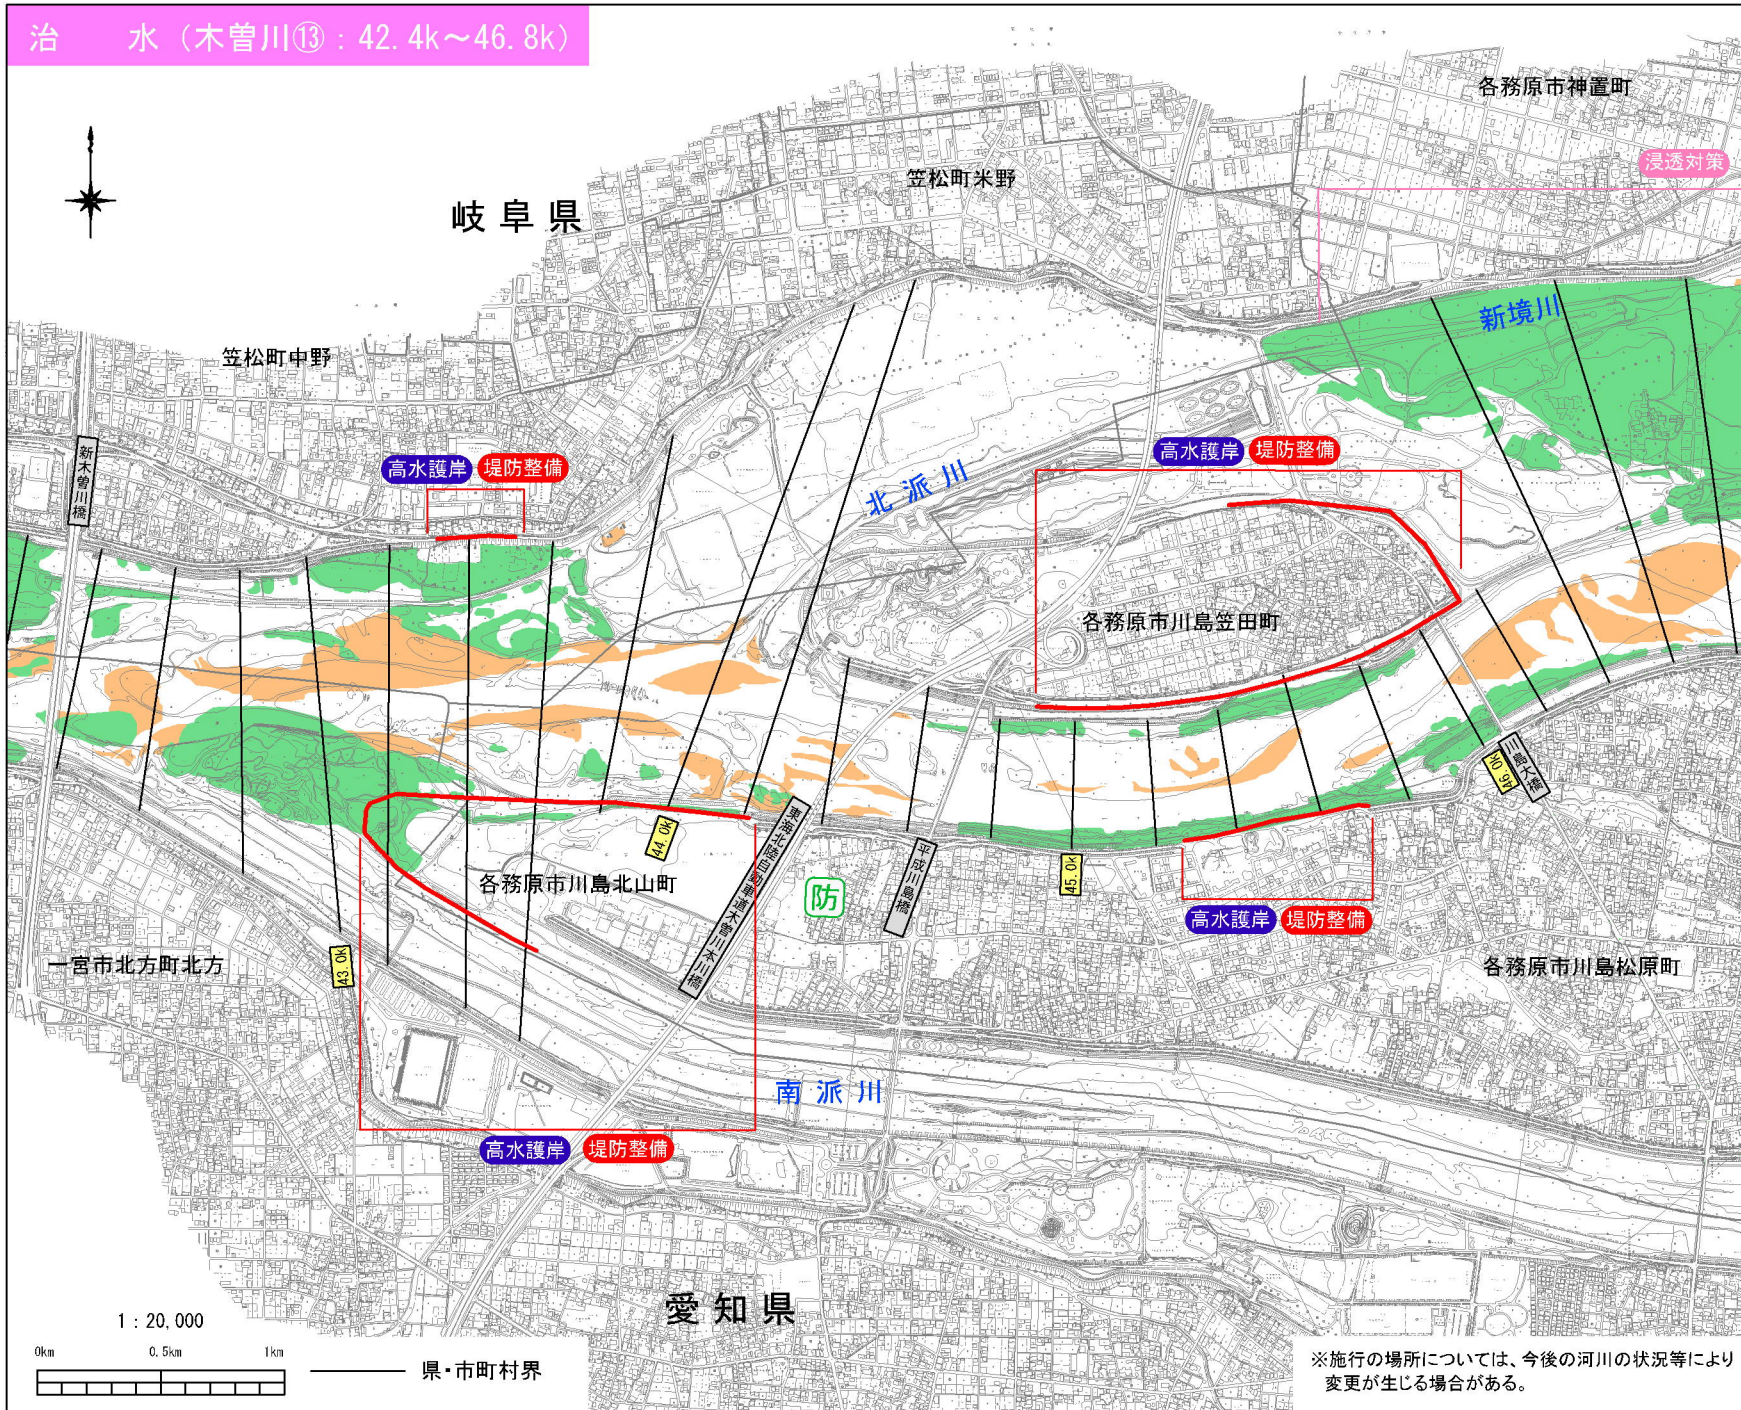 治　水（木曽川⑬：42.4k～46.8k）
各務原市神置町
浸透対策
笠松町米野
岐阜県
新境川
笠松町中野
新木曽川橋
高水護岸 堤防整備
北派川
高水護岸 堤防整備
各務原市川島笠田町
46.0K
川島大橋
44.0K
東海北陸自動車道木曽川本川橋
平成川島橋
45.0k
各務原市川島北山町
防
高水護岸 堤防整備
43.0K
一宮市北方町北方
各務原市川島松原町
南派川
高水護岸 堤防整備
愛知県
1：20,000
0km 0.5km 1km
県・市町村界
※施行の場所については、今後の河川の状況等により
変更が生じる場合がある。